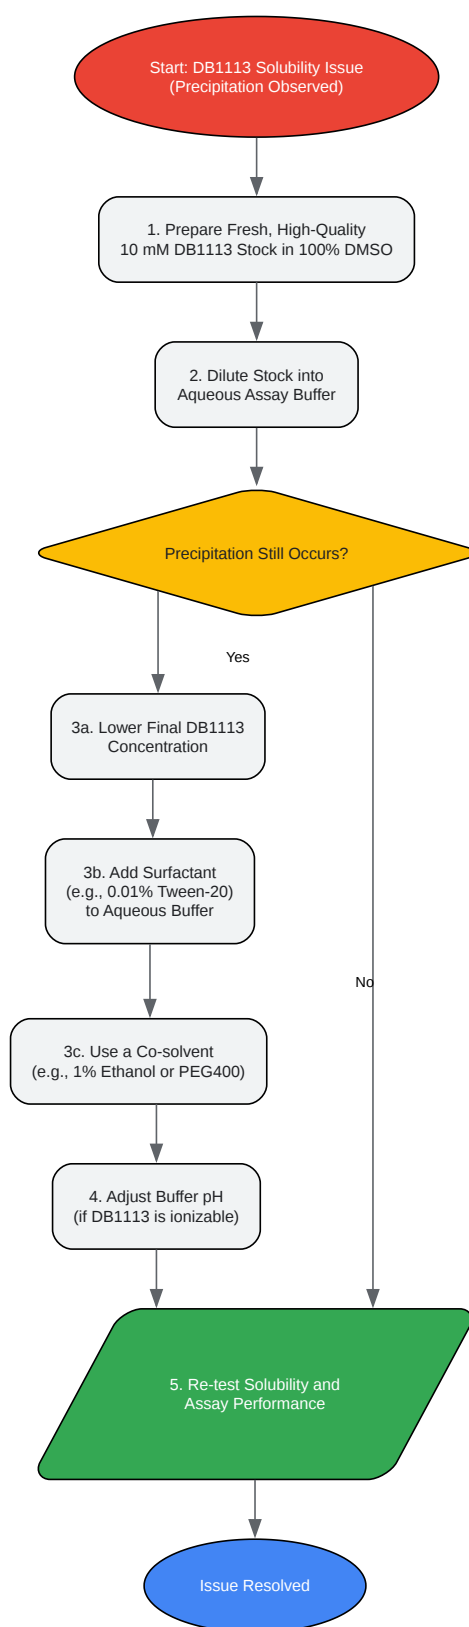 Start: DB1113 Solubility Issue
(Precipitation Observed)
1. Prepare Fresh, High-Quality
10 mM DB1113 Stock in 100% DMSO
2. Dilute Stock into
Aqueous Assay Buffer
Precipitation Still Occurs?
Yes
3a. Lower Final DB1113
Concentration
3b. Add Surfactant
(e.g., 0.01% Tween-20)
to Aqueous Buffer
No
3c. Use a Co-solvent
(e.g., 1% Ethanol or PEG400)
4. Adjust Buffer pH
(if DB1113 is ionizable)
5. Re-test Solubility and
Assay Performance
Issue Resolved